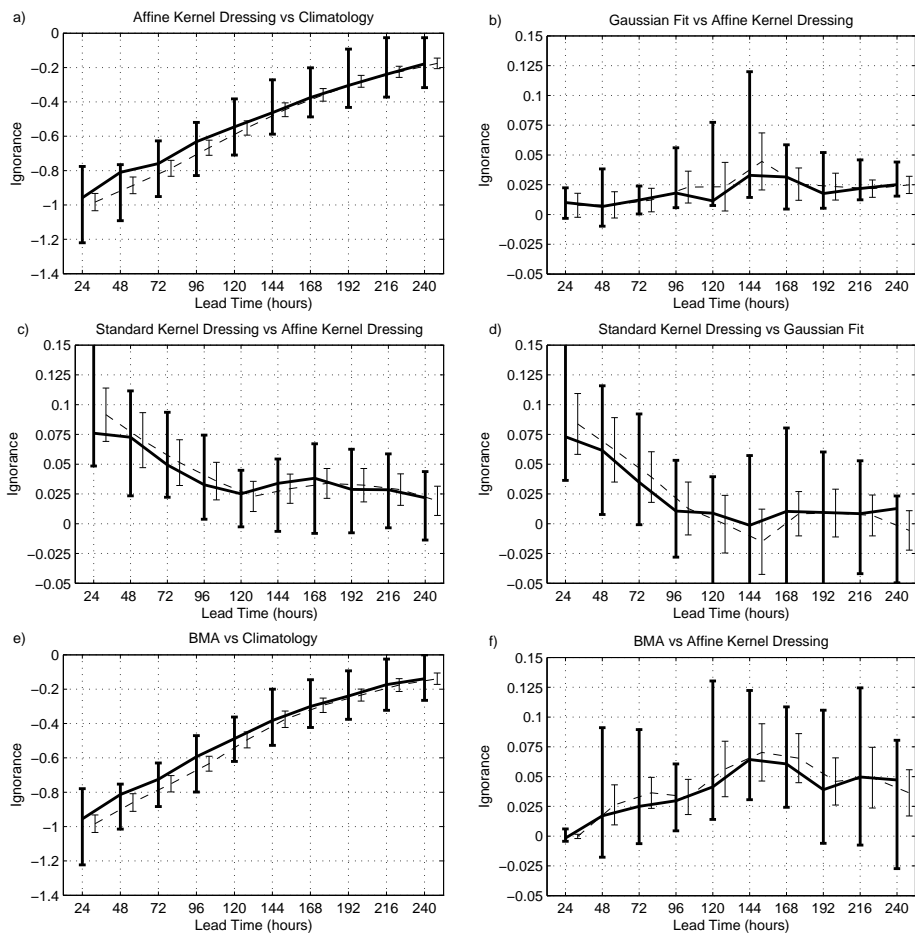 a) Affine Kernel Dressing vs Climatology
0
−0.2
−0.4
−0.6
−0.8
−1
−1.2
−1.4
Ignorance
24 48 72 96 120 144 168 192 216 240
Lead Time (hours)
b) Gaussian Fit vs Affine Kernel Dressing
0.15
0.125
0.1
0.075
0.05
0.025
0
−0.025
−0.05
Ignorance
24 48 72 96 120 144 168 192 216 240
Lead Time (hours)
c) Standard Kernel Dressing vs Affine Kernel Dressing
0.15
0.125
0.1
0.075
0.05
0.025
0
−0.025
−0.05
Ignorance
24 48 72 96 120 144 168 192 216 240
Lead Time (hours)
d) Standard Kernel Dressing vs Gaussian Fit
0.15
0.125
0.1
0.075
0.05
0.025
0
−0.025
−0.05
Ignorance
24 48 72 96 120 144 168 192 216 240
Lead Time (hours)
e) BMA vs Climatology
0
−0.2
−0.4
−0.6
−0.8
−1
−1.2
−1.4
Ignorance
24 48 72 96 120 144 168 192 216 240
Lead Time (hours)
f) BMA vs Affine Kernel Dressing
0.15
0.125
0.1
0.075
0.05
0.025
0
−0.025
−0.05
Ignorance
24 48 72 96 120 144 168 192 216 240
Lead Time (hours)